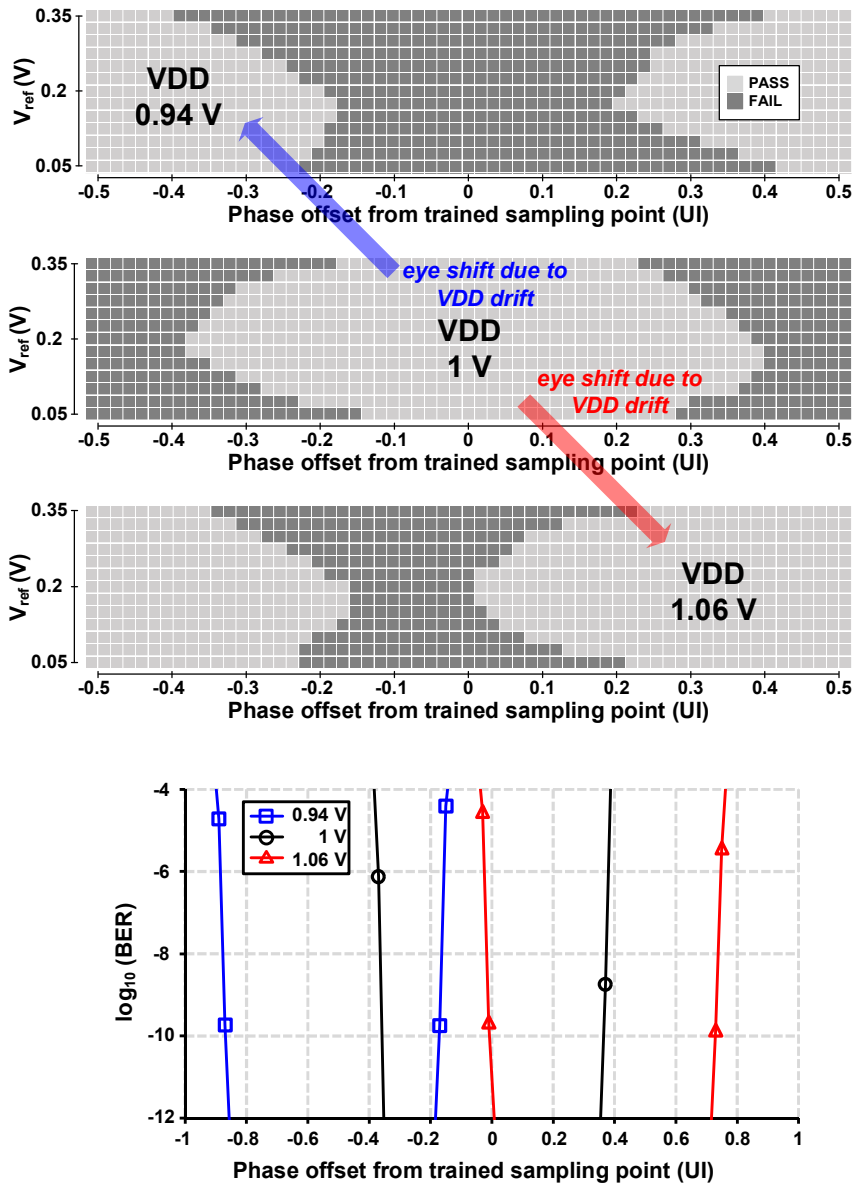 0.35
0.2
0.05
V_ref (V)
VDD
0.94 V
PASS
FAIL
-0.5 -0.4 -0.3 -0.2 -0.1 0 0.1 0.2 0.3 0.4 0.5
Phase offset from trained sampling point (UI)
0.35
0.2
0.05
V_ref (V)
eye shift due to
VDD drift
VDD
1 V
eye shift due to
VDD drift
-0.5 -0.4 -0.3 -0.2 -0.1 0 0.1 0.2 0.3 0.4 0.5
Phase offset from trained sampling point (UI)
0.35
0.2
0.05
V_ref (V)
VDD
1.06 V
-0.5 -0.4 -0.3 -0.2 -0.1 0 0.1 0.2 0.3 0.4 0.5
Phase offset from trained sampling point (UI)
-4
-6
-8
-10
-12
log₁₀ (BER)
0.94 V
1 V
1.06 V
-1 -0.8 -0.6 -0.4 -0.2 0 0.2 0.4 0.6 0.8 1
Phase offset from trained sampling point (UI)